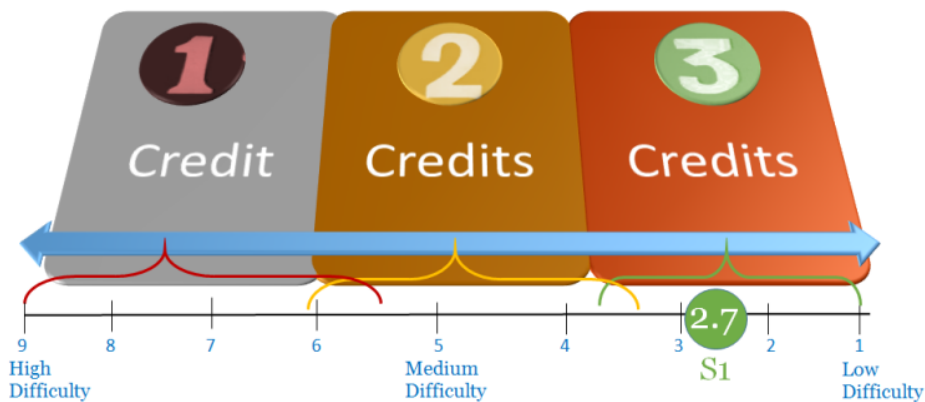 1 2 3
Credit Credits Credits
9 8 7 6 5 4 3 2.7 2 1
S1
High Difficulty
Medium Difficulty
Low Difficulty